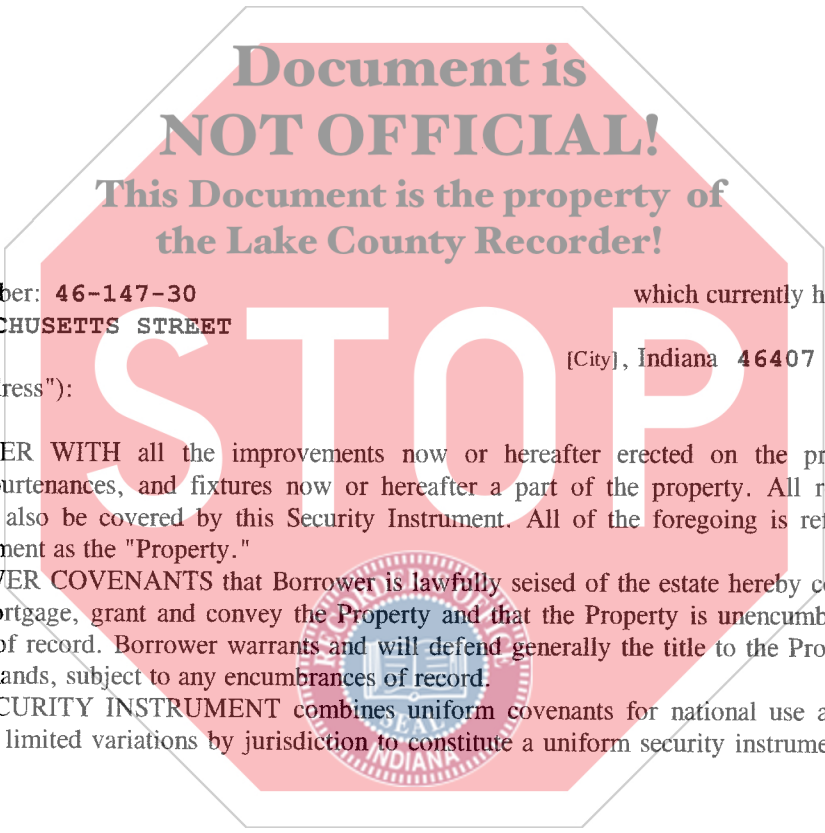 Document is
NOT OFFICIAL!
This Document is the property of
the Lake County Recorder!
ber: 46-147-30 which currently h
CHUSETTS STREET
[City], Indiana 46407
ress"):
STOP
ER WITH all the improvements now or hereafter erected on the pr
urtenances, and fixtures now or hereafter a part of the property. All r
also be covered by this Security Instrument. All of the foregoing is ref
ment as the "Property."
VER COVENANTS that Borrower is lawfully seised of the estate hereby co
ortgage, grant and convey the Property and that the Property is unencumb
of record. Borrower warrants and will defend generally the title to the Pro
ands, subject to any encumbrances of record.
CURITY INSTRUMENT combines uniform covenants for national use a
limited variations by jurisdiction to constitute a uniform security instrume
RECORDER'S OFFICE
SEAL
INDIANA